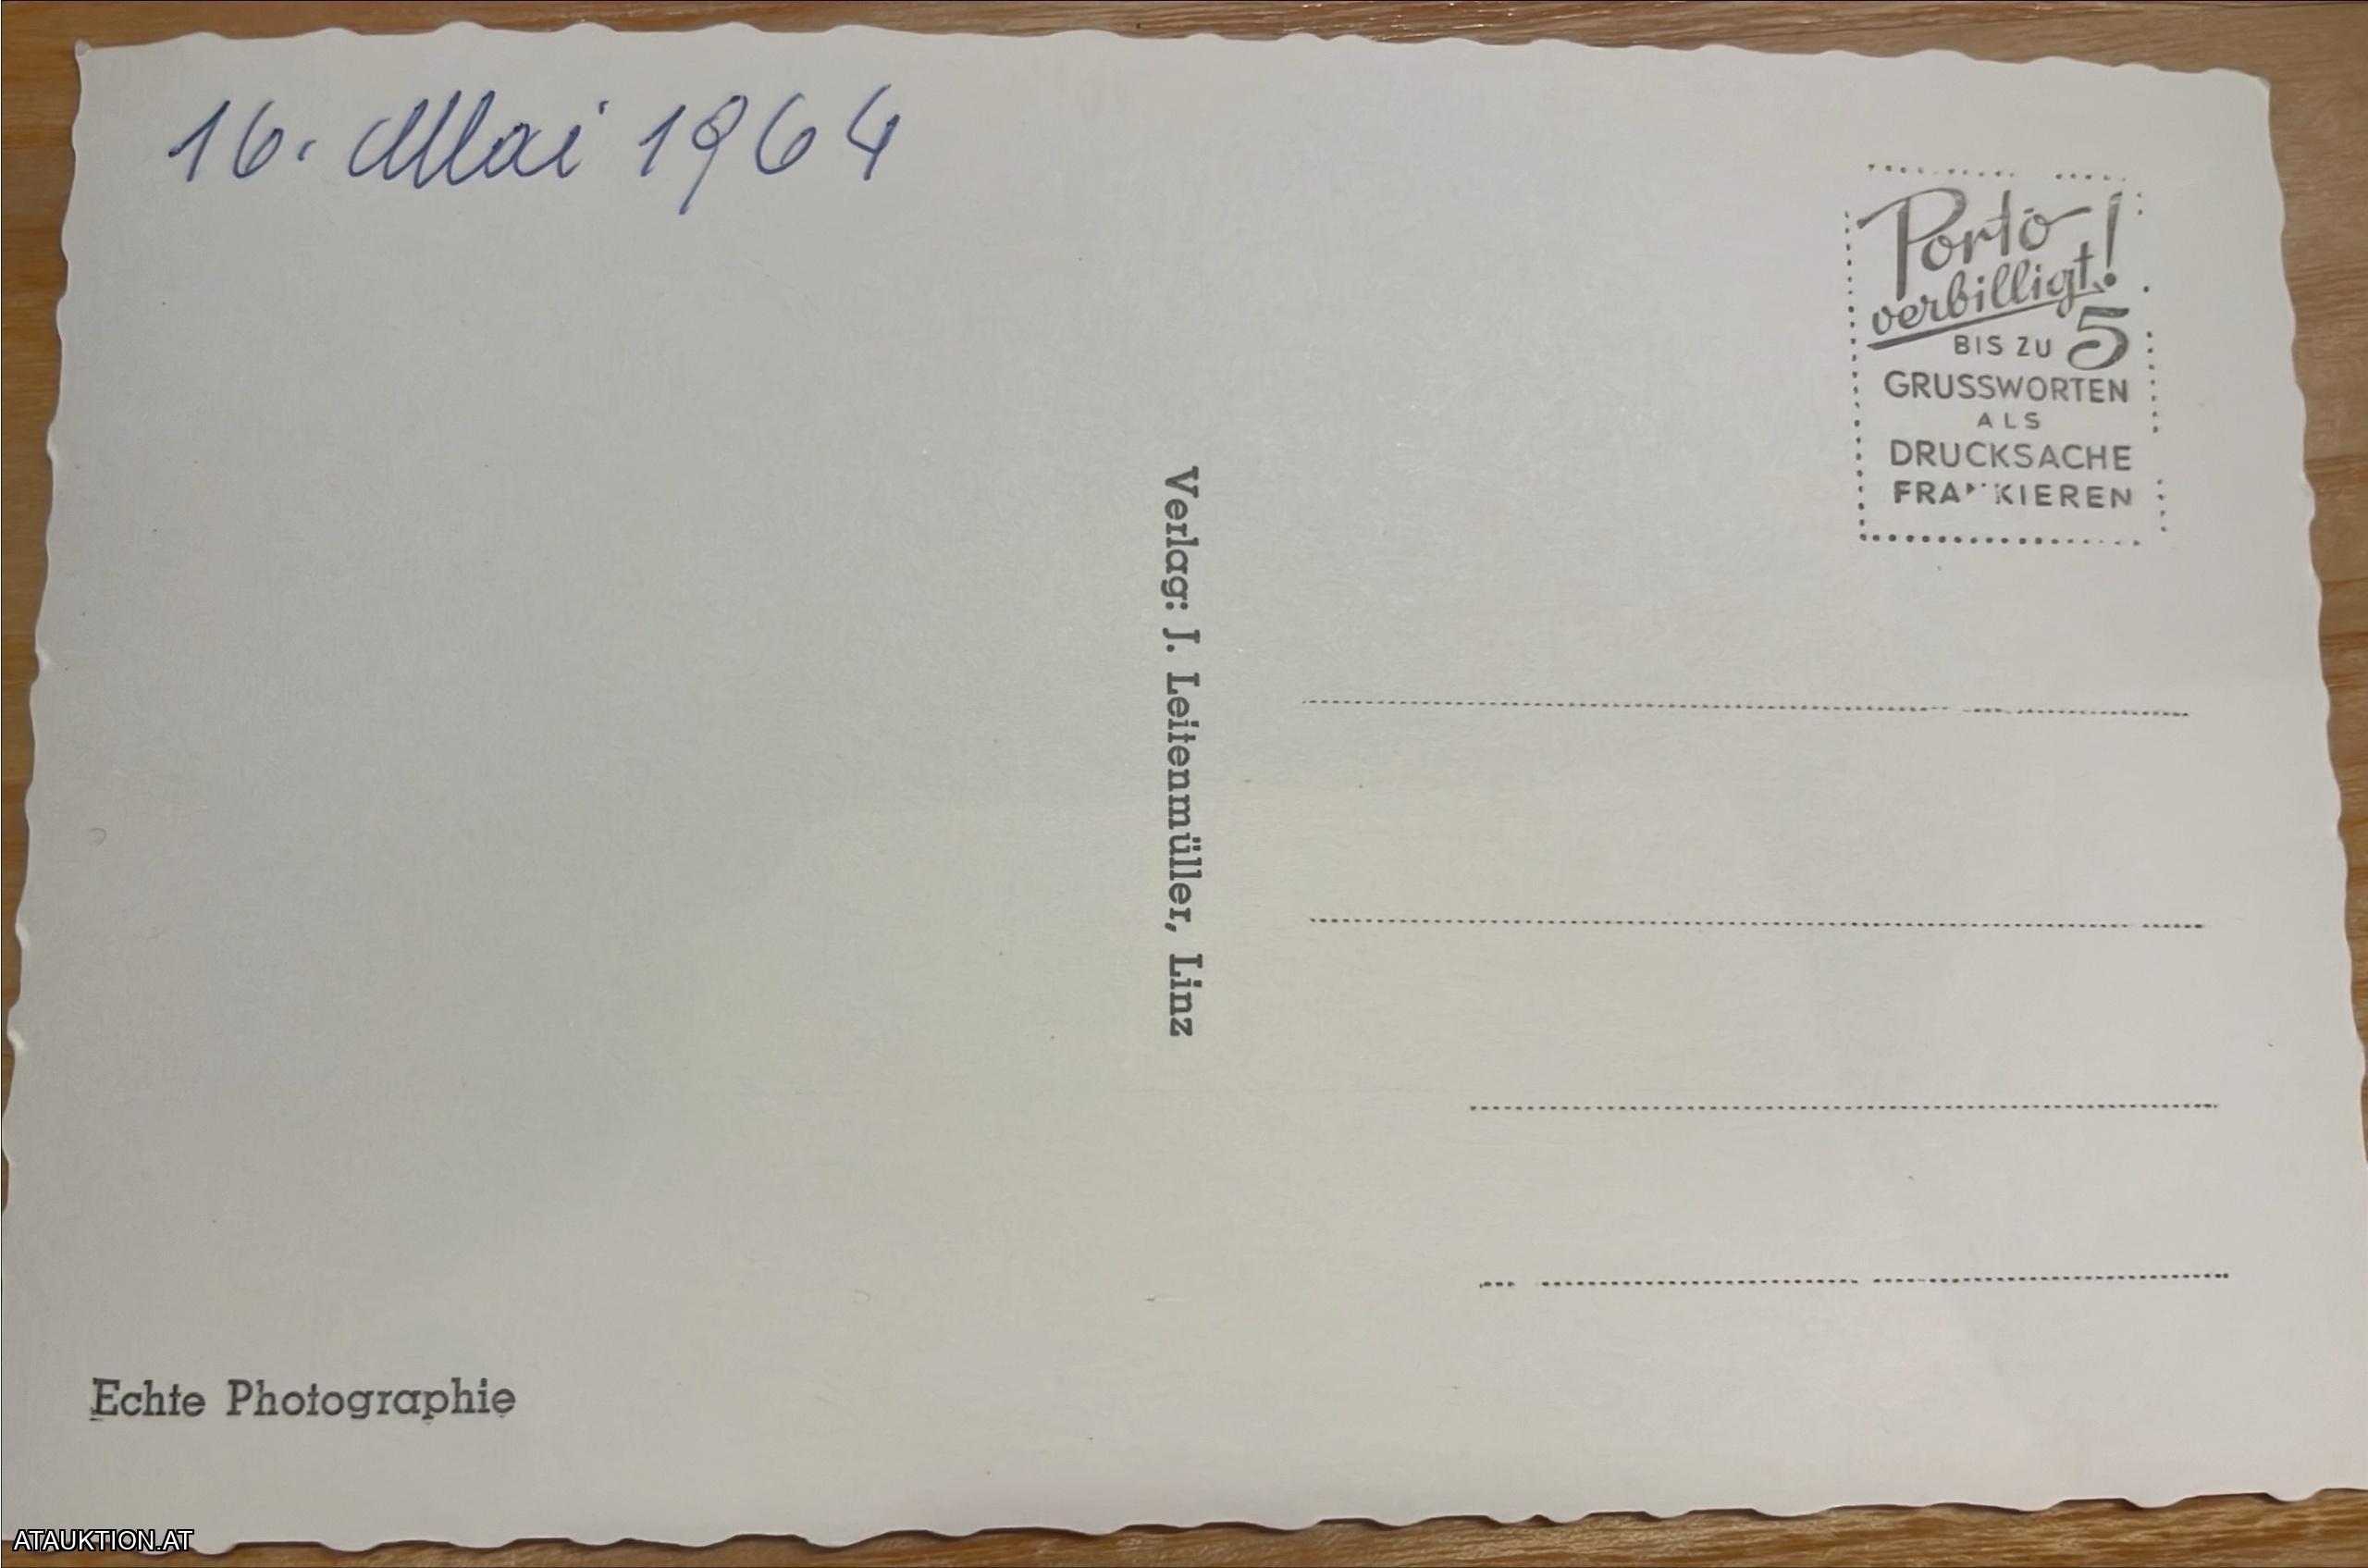 16. Mai 1964
Porto
verbilligt!
BIS ZU 5
GRUSSWORTEN
ALS
DRUCKSACHE
FRANKIEREN
Verlag: J. Leitenmüller, Linz
Echte Photographie
ATAUKTION.AT